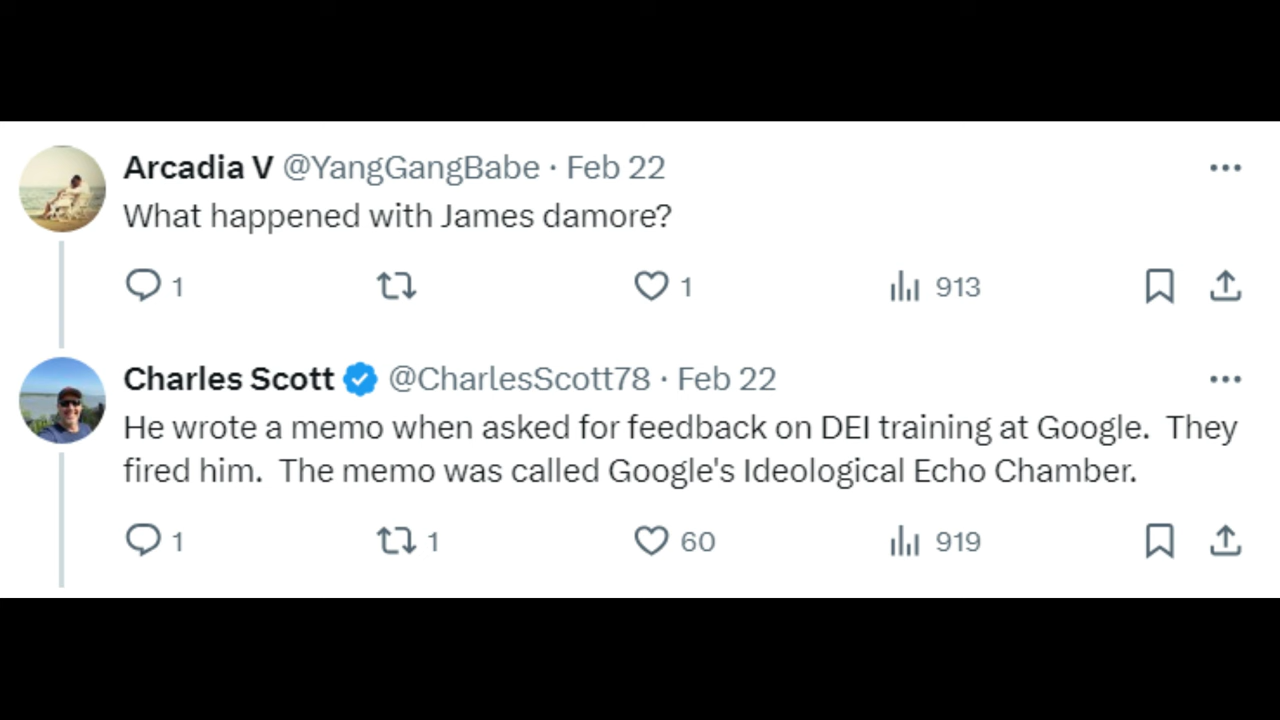 Arcadia V @YangGangBabe · Feb 22
What happened with James damore?
1 1 913
Charles Scott @CharlesScott78 · Feb 22
He wrote a memo when asked for feedback on DEI training at Google.  They
fired him.  The memo was called Google's Ideological Echo Chamber.
1 1 60 919